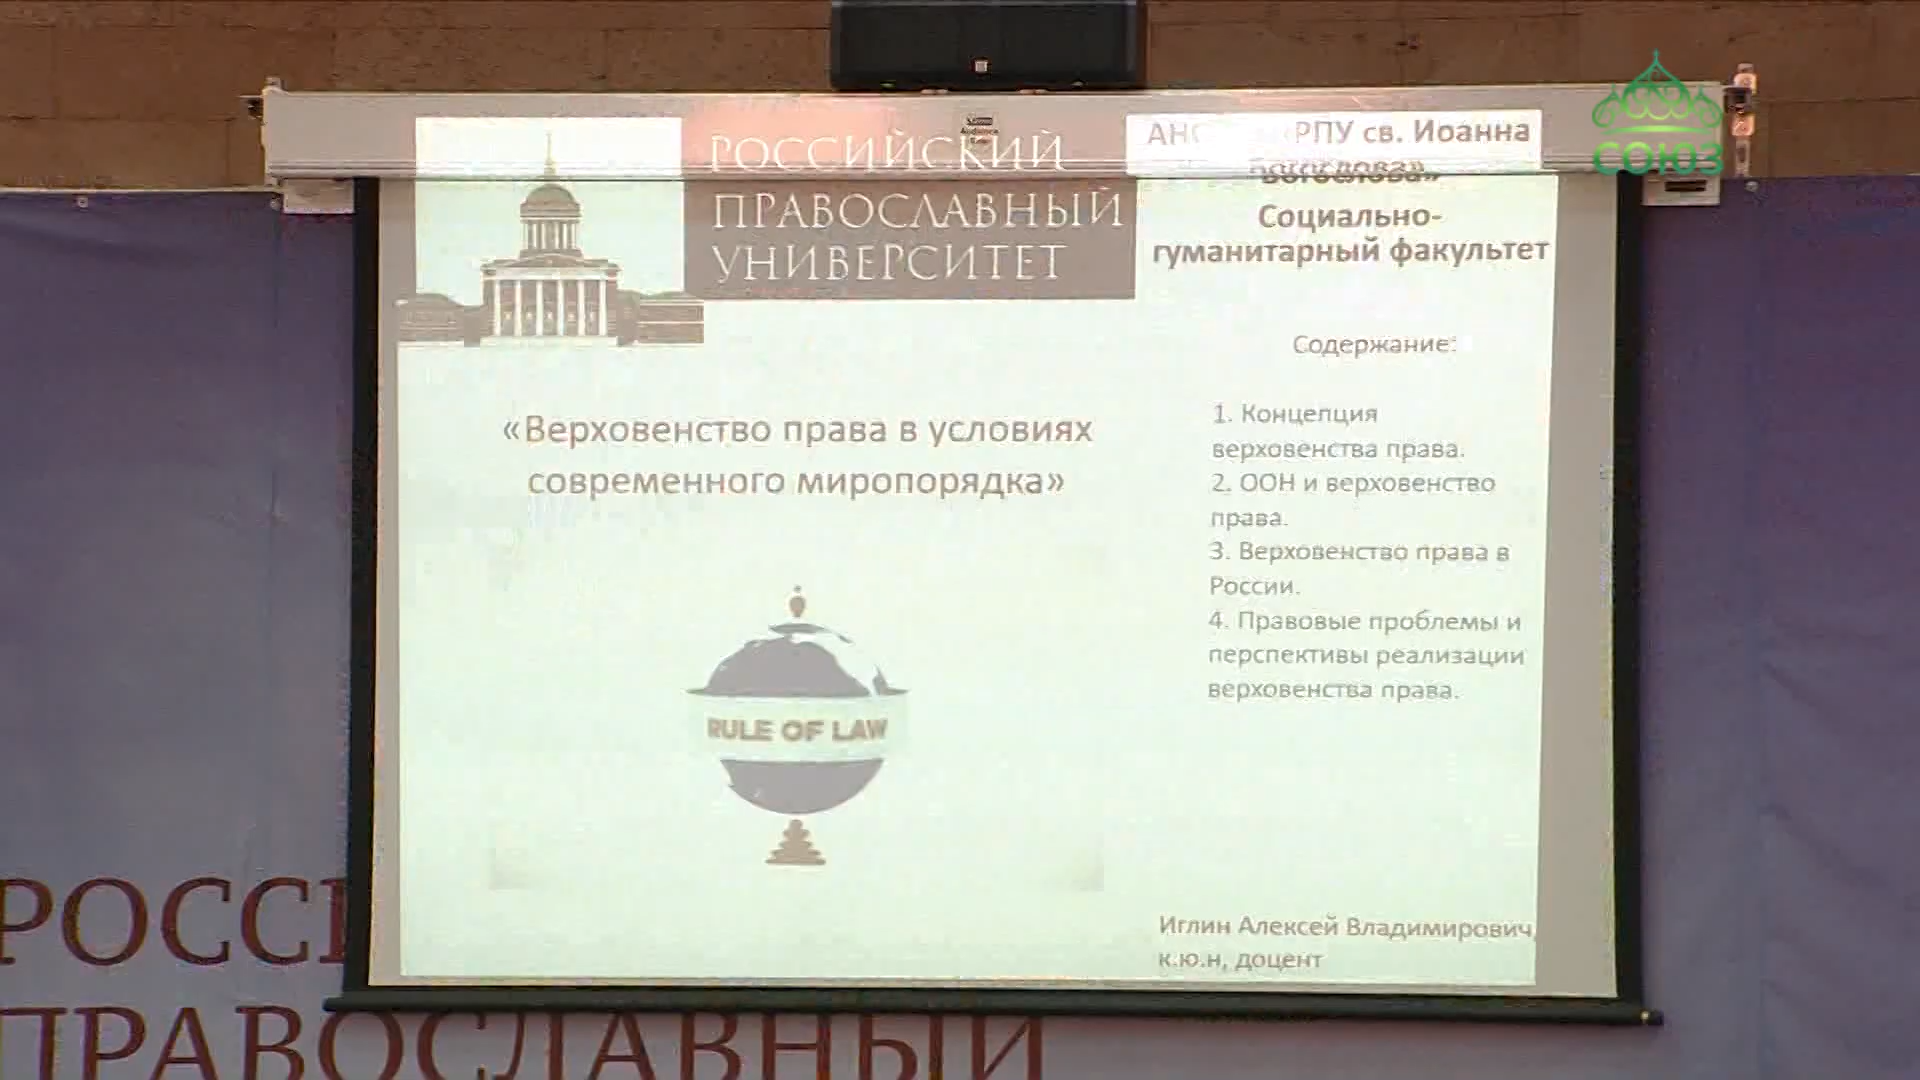 СОЮЗ
РОССИЙСКИЙ
ПРАВОСЛАВНЫЙ
УНИВЕРСИТЕТ
РПУ св. Иоанна
Богослова»
Социально-
гуманитарный факультет
Содержание:
«Верховенство права в условиях
современного миропорядка»
1. Концепция
верховенства права.
2. ООН и верховенство
права.
3. Верховенство права в
России.
4. Правовые проблемы и
перспективы реализации
верховенства права.
RULE OF LAW
Иглин Алексей Владимирович,
к.ю.н, доцент
ПРАВОСЛАВНЫЙ